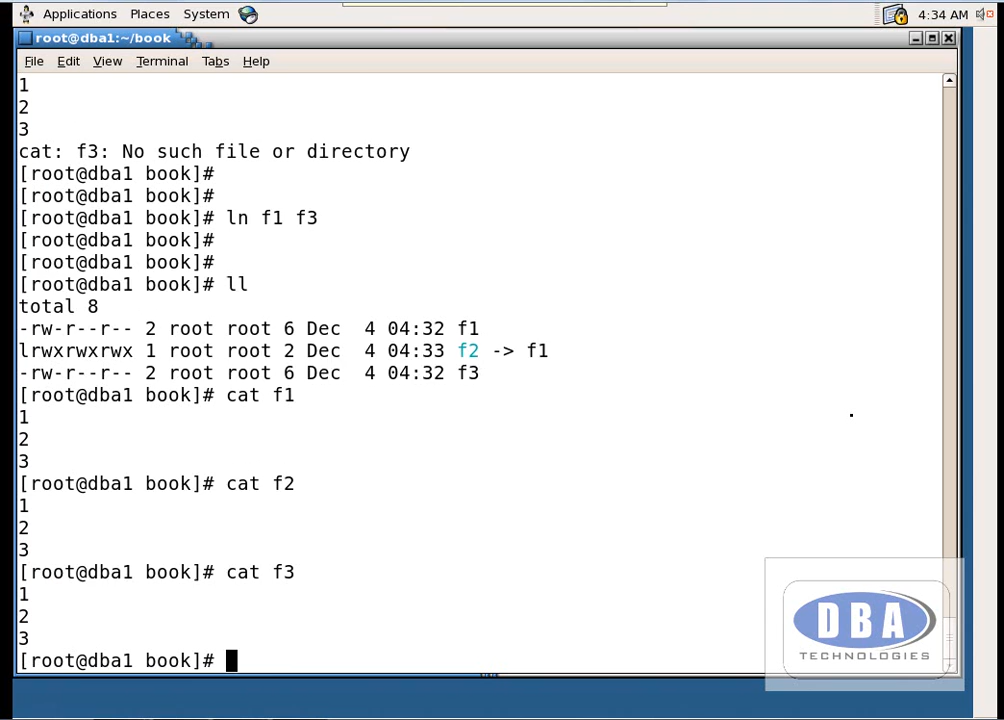 Applications Places System 4:34 AM
root@dba1:~/book
File Edit View Terminal Tabs Help
1
2
3
cat: f3: No such file or directory
[root@dba1 book]#
[root@dba1 book]#
[root@dba1 book]# ln f1 f3
[root@dba1 book]#
[root@dba1 book]#
[root@dba1 book]# ll
total 8
-rw-r--r-- 2 root root 6 Dec  4 04:32 f1
lrwxrwxrwx 1 root root 2 Dec  4 04:33 f2 -> f1
-rw-r--r-- 2 root root 6 Dec  4 04:32 f3
[root@dba1 book]# cat f1
1
2
3
[root@dba1 book]# cat f2
1
2
3
[root@dba1 book]# cat f3
1
2
3
[root@dba1 book]#
DBA
TECHNOLOGIES